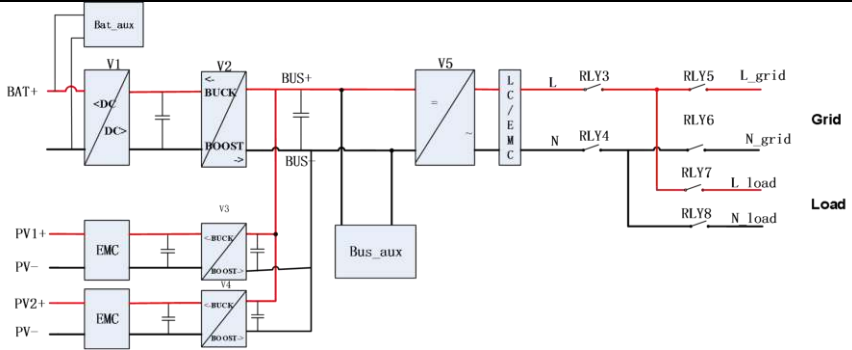 Bat_aux
V1
V2
V5
BAT+
<DC
DC>
<-
BUCK
BOOST
->
BUS+
BUS-
=
~
L
C
/
E
M
C
L
RLY3
RLY5
L_grid
N
RLY4
RLY6
N_grid
Grid
RLY7
L_load
RLY8
N_load
Load
V3
PV1+
EMC
<-BUCK
BOOST->
PV-
Bus_aux
V4
PV2+
EMC
<-BUCK
BOOST->
PV-